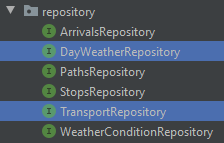 repository
ArrivalsRepository
DayWeatherRepository
PathsRepository
StopsRepository
TransportRepository
WeatherConditionRepository